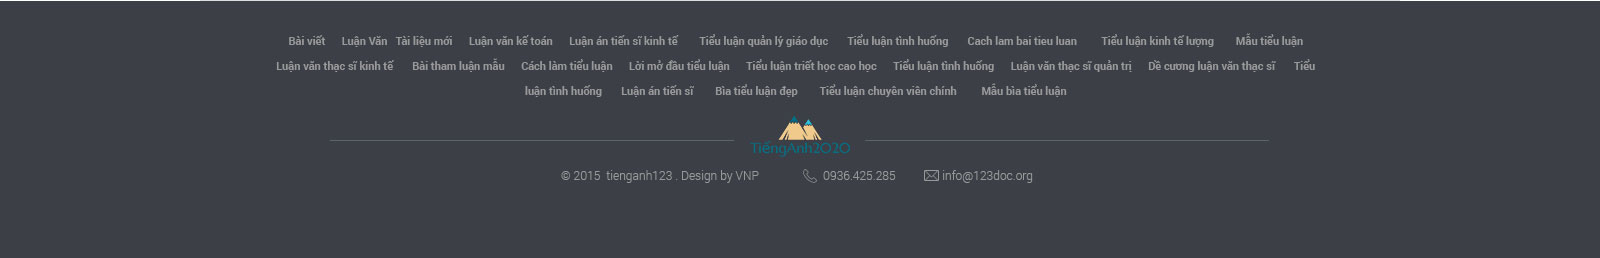 Bài viết Luận Văn Tài liệu mới Luận văn kế toán Luận án tiến sĩ kinh tế Tiểu luận quản lý giáo dục Tiểu luận tình huống Cach lam bai tieu luan Tiểu luận kinh tế lượng Mẫu tiểu luận
Luận văn thạc sĩ kinh tế Bài tham luận mẫu Cách làm tiểu luận Lời mở đầu tiểu luận Tiểu luận triết học cao học Tiểu luận tình huống Luận văn thạc sĩ quản trị Dề cương luận văn thạc sĩ Tiểu
luận tình huống Luận án tiến sĩ Bìa tiểu luận đẹp Tiểu luận chuyên viên chính Mẫu bìa tiểu luận
TiếngAnh2020
© 2015 tienganh123 . Design by VNP 0936.425.285 info@123doc.org